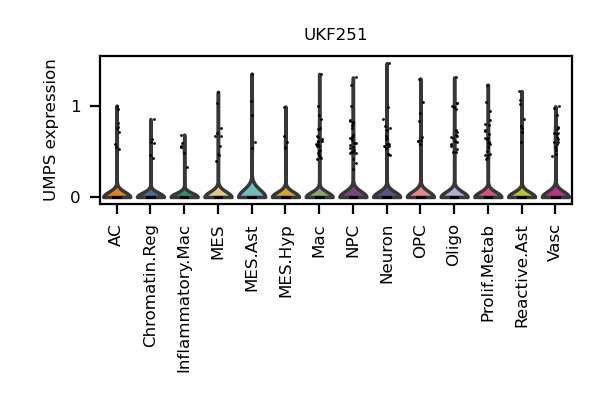 UKF251
UMPS expression
1
0
AC
Chromatin.Reg
Inflammatory.Mac
MES
MES.Ast
MES.Hyp
Mac
NPC
Neuron
OPC
Oligo
Prolif.Metab
Reactive.Ast
Vasc